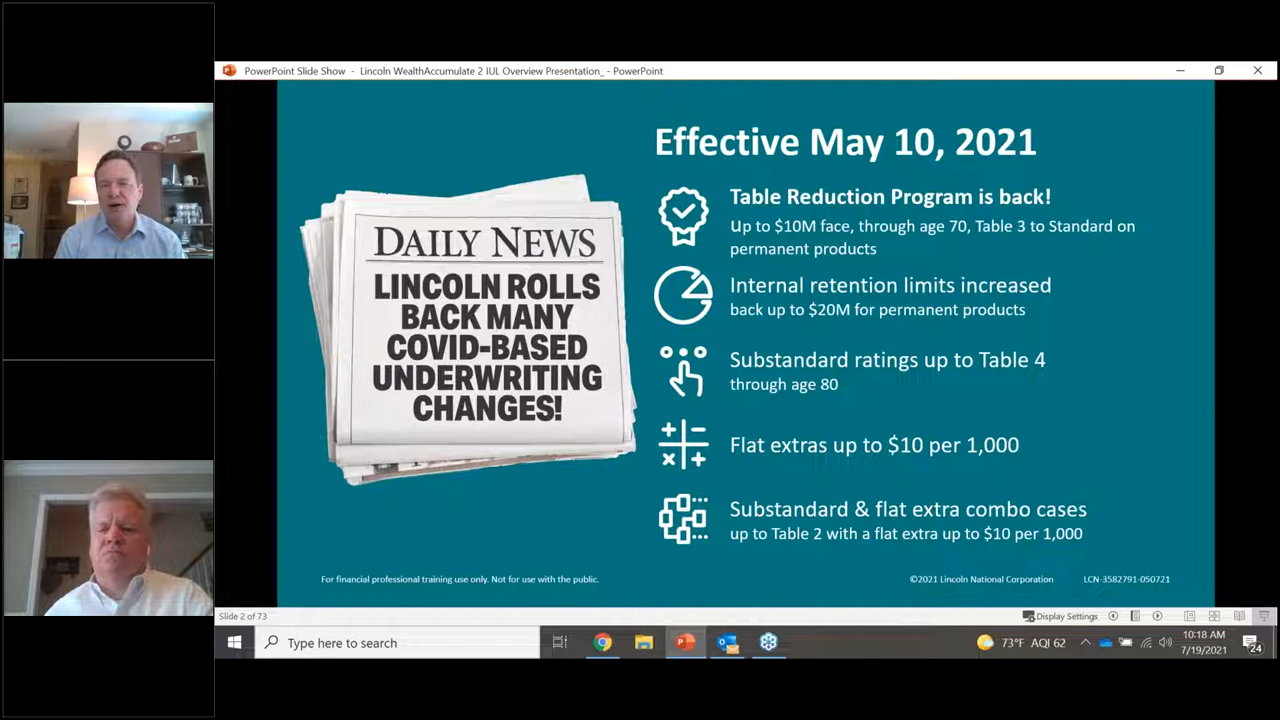 PowerPoint Slide Show - Lincoln WealthAccumulate 2 IUL Overview Presentation_ - PowerPoint
Effective May 10, 2021
DAILY NEWS
LINCOLN ROLLS
BACK MANY
COVID-BASED
UNDERWRITING
CHANGES!
Table Reduction Program is back!
Up to $10M face, through age 70, Table 3 to Standard on
permanent products
Internal retention limits increased
back up to $20M for permanent products
Substandard ratings up to Table 4
through age 80
Flat extras up to $10 per 1,000
Substandard & flat extra combo cases
up to Table 2 with a flat extra up to $10 per 1,000
For financial professional training use only. Not for use with the public.
©2021 Lincoln National Corporation
LCN-3582791-050721
Slide 2 of 73
Display Settings
Type here to search
73°F AQI 62
10:18 AM
7/19/2021
24